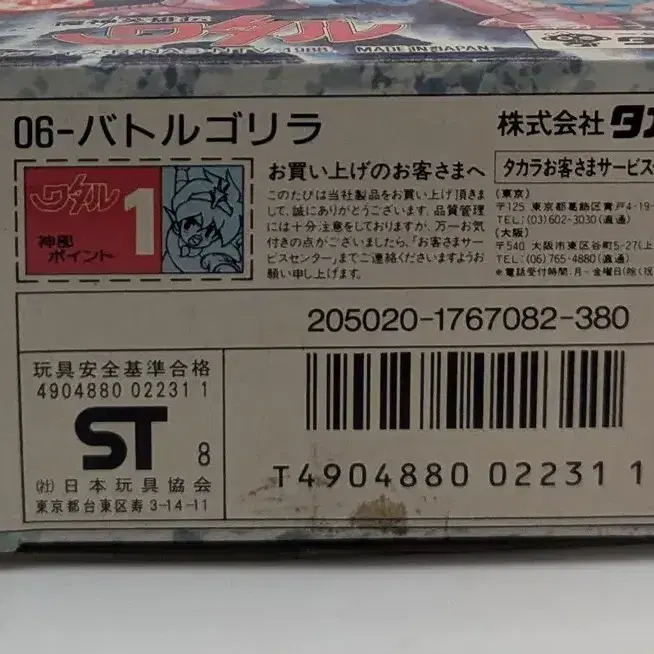 ワタル
1988
MADE IN JAPAN
06-バトルゴリラ
株式会社タカ
ワタル
1
神部
ポイント
お買い上げのお客さまへ
このたびは当社製品をお買い上げ頂きま
して、誠にありがとうございます。品質管理
には十分注意をしておりますが、万一お気
付きの点がございましたら、「お客さまサー
ビスセンター」までご連絡くださいますようお
願い申し上げます。
タカラお客さまサービス
(東京)
〒125 東京都葛飾区青戸4-19-
TEL:(03)602-3030(直通)
(大阪)
〒540 大阪市東区谷町5-27(上
TEL:(06)765-4880(直通)
※電話受付時間、月～金曜日(除く祝
205020-1767082-380
玩具安全基準合格
4904880 02231 1
ST 8
(社)日本玩具協会
東京都台東区寿 3-14-11
T4904880 02231 1